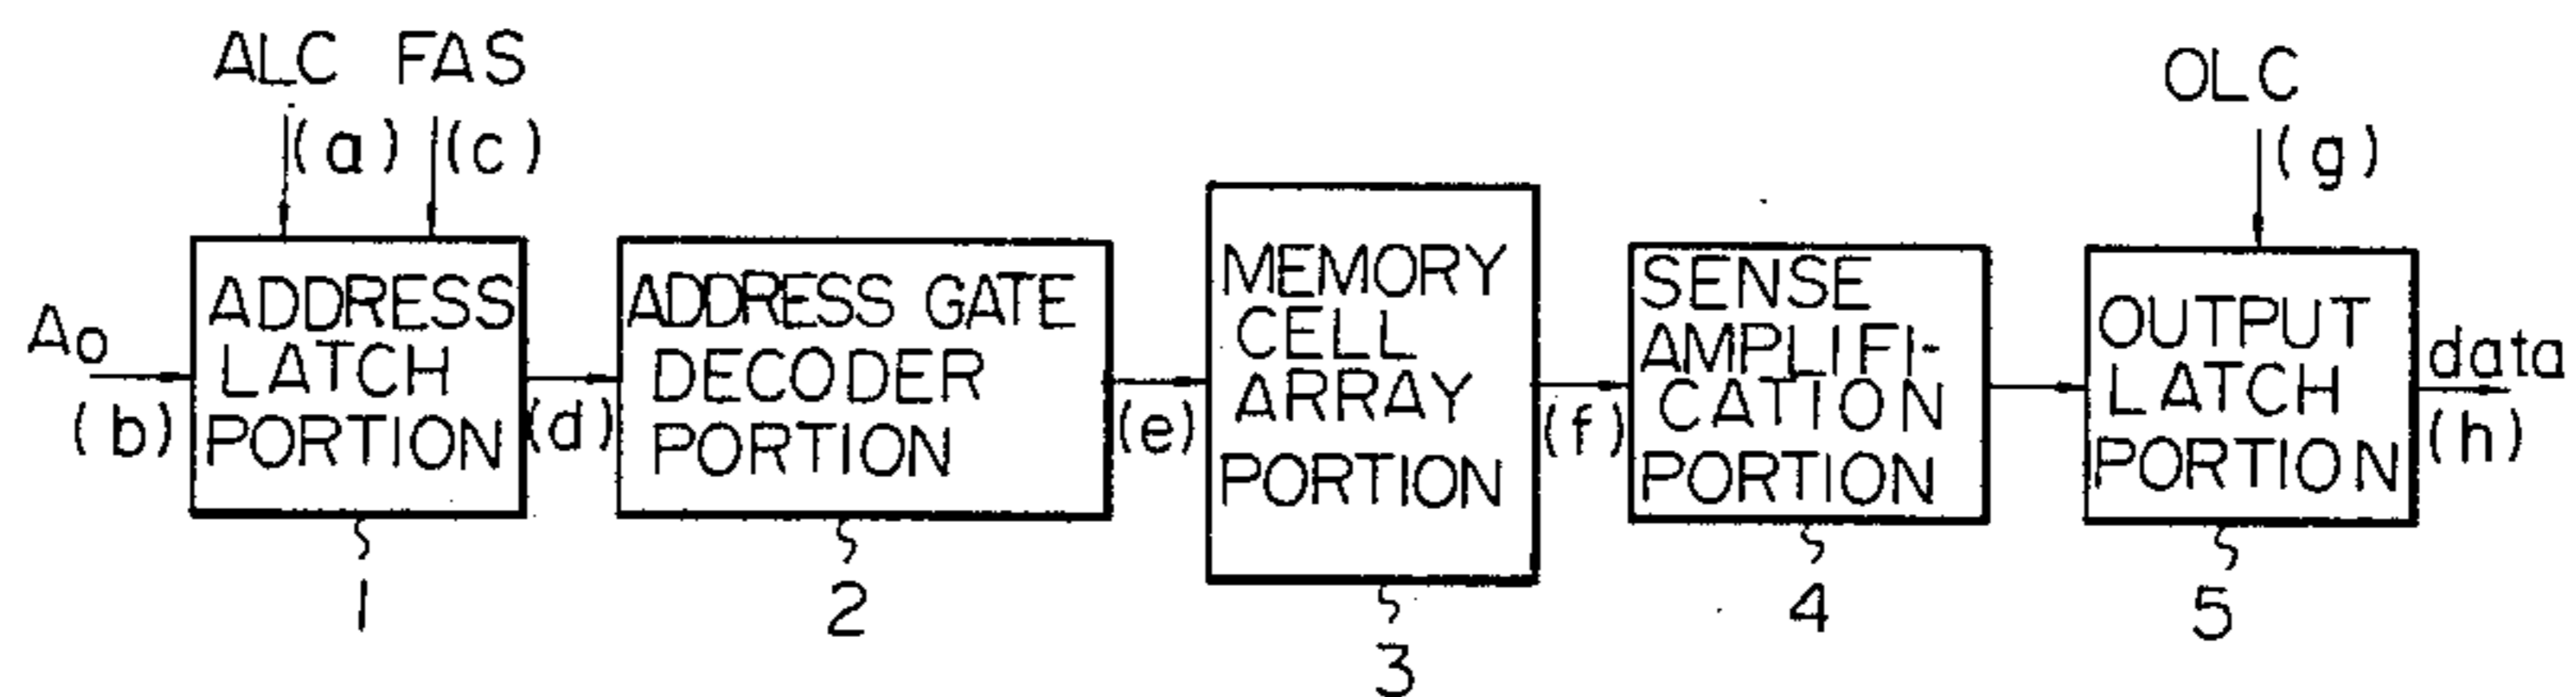 ALC FAS
(a) (c)
OLC
(g)
A0
(b)
ADDRESS
LATCH
PORTION
1
(d)
ADDRESS GATE
DECODER
PORTION
2
(e)
MEMORY
CELL
ARRAY
PORTION
3
(f)
SENSE
AMPLIFI-
CATION
PORTION
4
OUTPUT
LATCH
PORTION
5
data
(h)